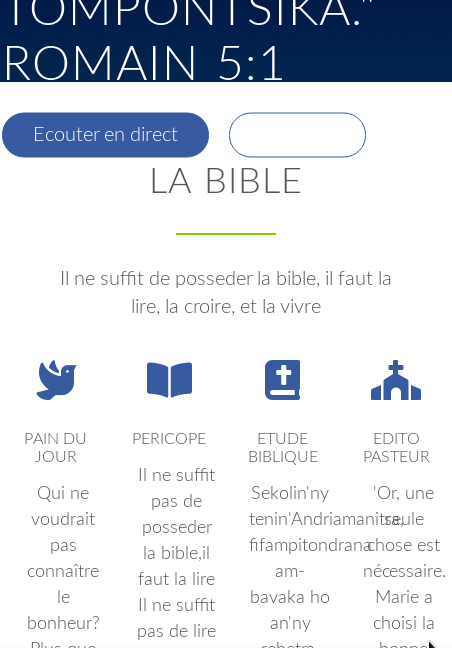 TOMPONTSIKA."
ROMAIN 5:1
Ecouter en direct
LA BIBLE
Il ne suffit de posseder la bible, il faut la
lire, la croire, et la vivre
PAIN DU
JOUR
Qui ne
voudrait
pas
connaître
le
bonheur?
Plus que
PERICOPE
Il ne suffit
pas de
posseder
la bible,il
faut la lire
Il ne suffit
pas de lire
ETUDE
BIBLIQUE
Sekolin'ny
tenin'Andriamanitra,
fifampitondrana
am-
bavaka ho
an'ny
rehetra
EDITO
PASTEUR
'Or, une
seule
chose est
nécessaire.
Marie a
choisi la
bonne